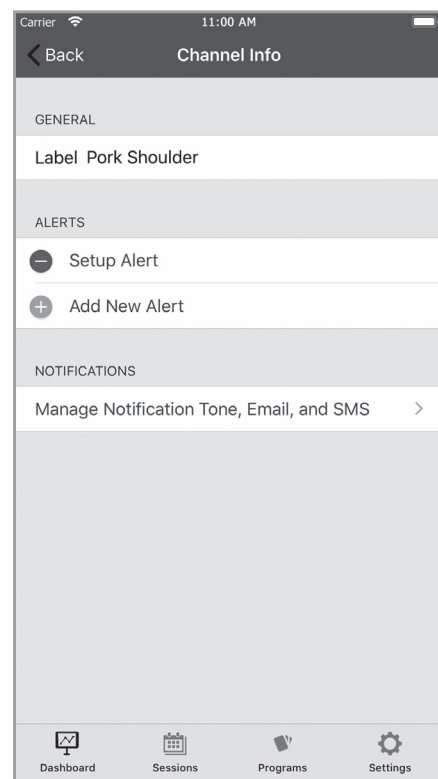 Carrier 11:00 AM
Back Channel Info
GENERAL
Label Pork Shoulder
ALERTS
Setup Alert
Add New Alert
NOTIFICATIONS
Manage Notification Tone, Email, and SMS
Dashboard Sessions Programs Settings